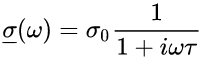 σ(ω) = σ₀ 1/(1 + iωτ)